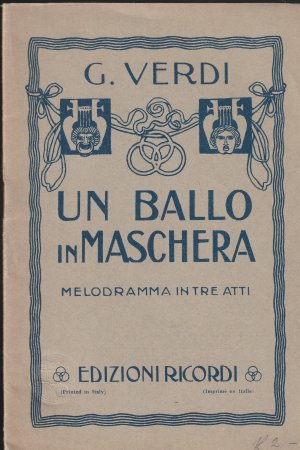 G. VERDI
UN BALLO
IN MASCHERA
MELODRAMMA IN TRE ATTI
EDIZIONI RICORDI
(Printed in Italy) (Imprimé en Italie)